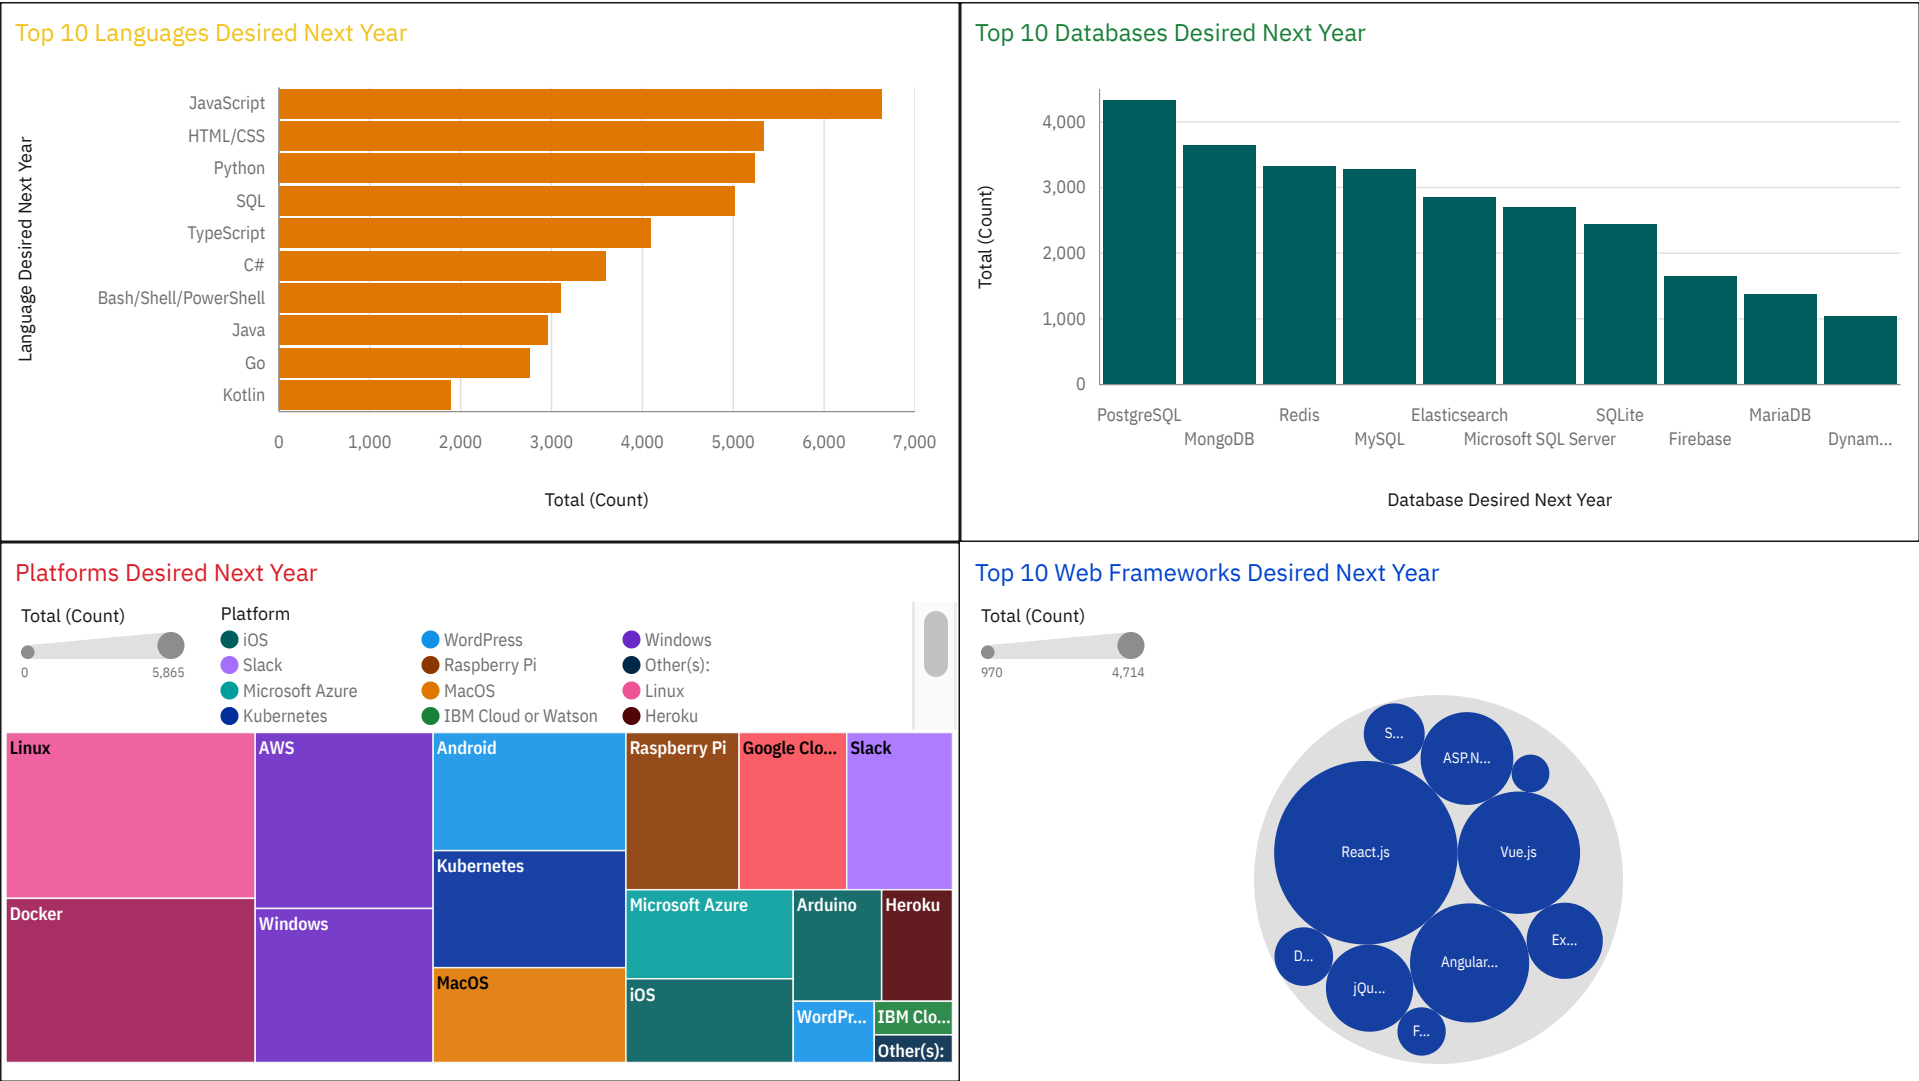 Top 10 Languages Desired Next Year
Language Desired Next Year
JavaScript
HTML/CSS
Python
SQL
TypeScript
C#
Bash/Shell/PowerShell
Java
Go
Kotlin
0 1,000 2,000 3,000 4,000 5,000 6,000 7,000
Total (Count)
Top 10 Databases Desired Next Year
Total (Count)
4,000
3,000
2,000
1,000
0
PostgreSQL Redis Elasticsearch SQLite MariaDB
MongoDB MySQL Microsoft SQL Server Firebase Dynam...
Database Desired Next Year
Platforms Desired Next Year
Total (Count)
0 5,865
Platform
iOS WordPress Windows
Slack Raspberry Pi Other(s):
Microsoft Azure MacOS Linux
Kubernetes IBM Cloud or Watson Heroku
Linux AWS Android Raspberry Pi Google Clo... Slack
Kubernetes
Microsoft Azure Arduino Heroku
Docker
Windows
MacOS
iOS
WordPr... IBM Clo...
Other(s):
Top 10 Web Frameworks Desired Next Year
Total (Count)
970 4,714
S...
ASP.N...
React.js Vue.js
Ex...
D...
Angular...
jQu...
F...